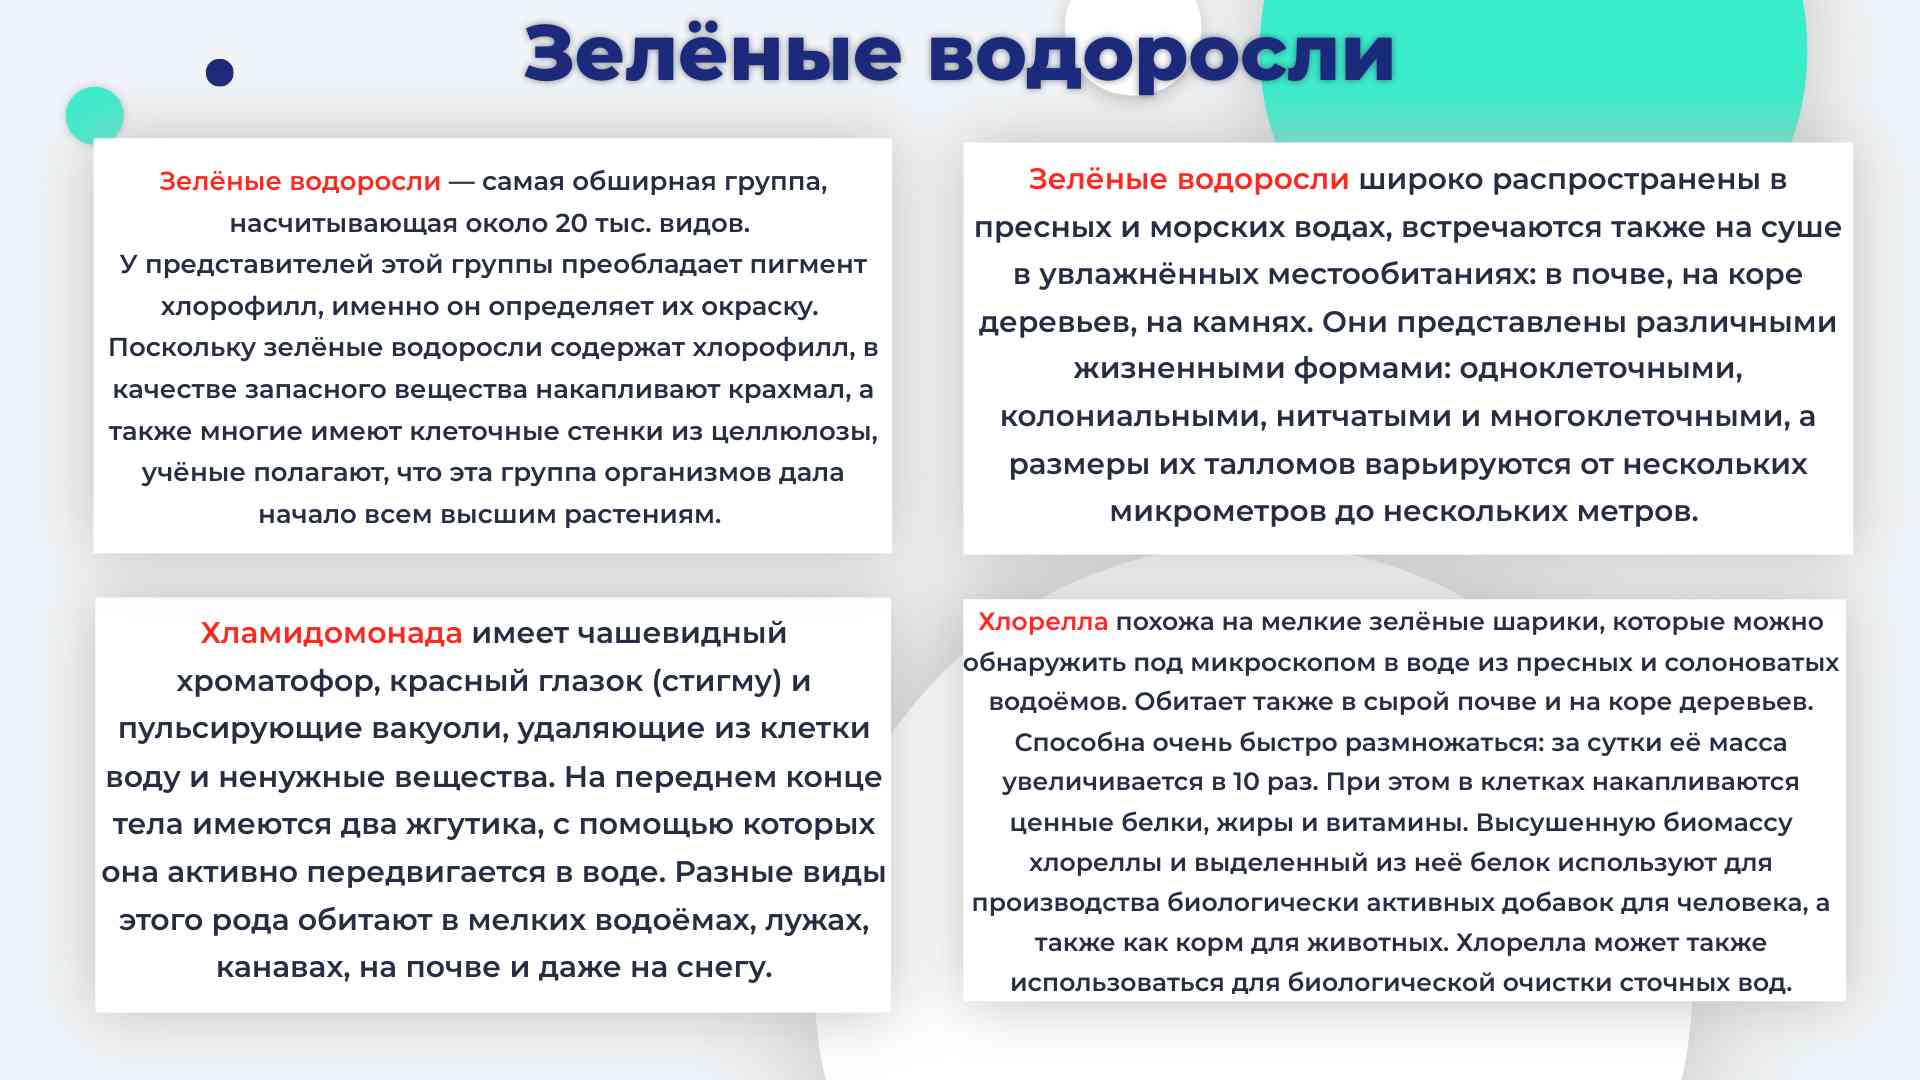 Зелёные водоросли
Зелёные водоросли — самая обширная группа,
насчитывающая около 20 тыс. видов.
У представителей этой группы преобладает пигмент
хлорофилл, именно он определяет их окраску.
Поскольку зелёные водоросли содержат хлорофилл, в
качестве запасного вещества накапливают крахмал, а
также многие имеют клеточные стенки из целлюлозы,
учёные полагают, что эта группа организмов дала
начало всем высшим растениям.
Зелёные водоросли широко распространены в
пресных и морских водах, встречаются также на суше
в увлажнённых местообитаниях: в почве, на коре
деревьев, на камнях. Они представлены различными
жизненными формами: одноклеточными,
колониальными, нитчатыми и многоклеточными, а
размеры их талломов варьируются от нескольких
микрометров до нескольких метров.
Хламидомонада имеет чашевидный
хроматофор, красный глазок (стигму) и
пульсирующие вакуоли, удаляющие из клетки
воду и ненужные вещества. На переднем конце
тела имеются два жгутика, с помощью которых
она активно передвигается в воде. Разные виды
этого рода обитают в мелких водоёмах, лужах,
канавах, на почве и даже на снегу.
Хлорелла похожа на мелкие зелёные шарики, которые можно
обнаружить под микроскопом в воде из пресных и солоноватых
водоёмов. Обитает также в сырой почве и на коре деревьев.
Способна очень быстро размножаться: за сутки её масса
увеличивается в 10 раз. При этом в клетках накапливаются
ценные белки, жиры и витамины. Высушенную биомассу
хлореллы и выделенный из неё белок используют для
производства биологически активных добавок для человека, а
также как корм для животных. Хлорелла может также
использоваться для биологической очистки сточных вод.